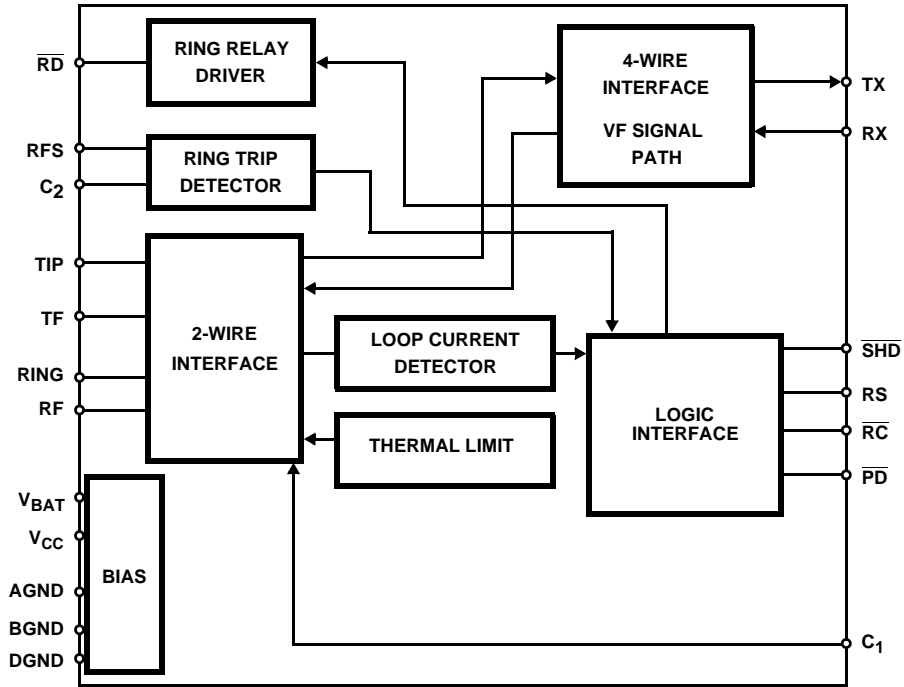 RD
RFS
C2
TIP
TF
RING
RF
VBAT
VCC
AGND
BGND
DGND
RING RELAY
DRIVER
RING TRIP
DETECTOR
2-WIRE
INTERFACE
BIAS
LOOP CURRENT
DETECTOR
THERMAL LIMIT
4-WIRE
INTERFACE
VF SIGNAL
PATH
LOGIC
INTERFACE
TX
RX
SHD
RS
RC
PD
C1